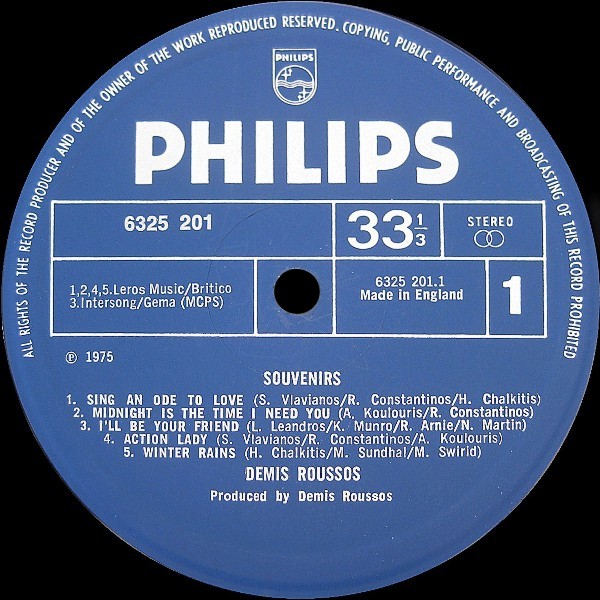 ALL RIGHTS OF THE RECORD PRODUCER AND OF THE OWNER OF THE WORK REPRODUCED RESERVED. COPYING, PUBLIC PERFORMANCE AND BROADCASTING OF THIS RECORD PROHIBITED
PHILIPS
PHILIPS
6325 201
33 1/3
STEREO
1,2,4,5. Leros Music/Britico
3. Intersong/Gema (MCPS)
6325 201.1
Made in England
1
℗ 1975
SOUVENIRS
1. SING AN ODE TO LOVE (S. Vlavianos/R. Constantinos/H. Chalkitis)
2. MIDNIGHT IS THE TIME I NEED YOU (A. Koulouris/R. Constantinos)
3. I'LL BE YOUR FRIEND (L. Leandros/K. Munro/R. Arnie/N. Martin)
4. ACTION LADY (S. Vlavianos/R. Constantinos/A. Koulouris)
5. WINTER RAINS (H. Chalkitis/M. Sundhal/M. Swirld)
DEMIS ROUSSOS
Produced by Demis Roussos